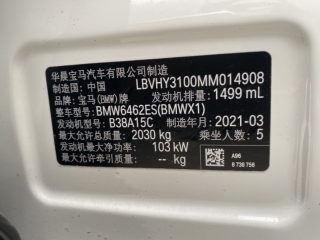 华晨宝马汽车有限公司制造
制造国: 中国 LBVHY3100MM014908
品牌: 宝马(BMW)牌 发动机排量: 1499 mL
整车型号: BMW6462ES(BMWX1)
发动机型号: B38A15C 制造年月: 2021-03
最大允许总质量: 2030 kg 乘坐人数: 5
发动机最大净功率: 103 kW
最大允许牵引质量: -- kg
A96
8 738 756